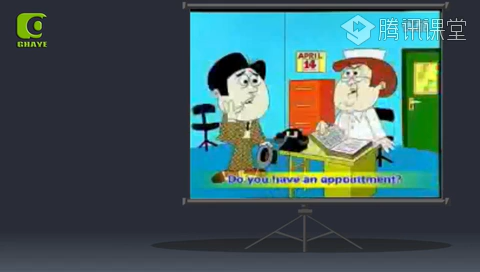 GHAYE
腾讯课堂
APRIL
14
Do you have an appointment?